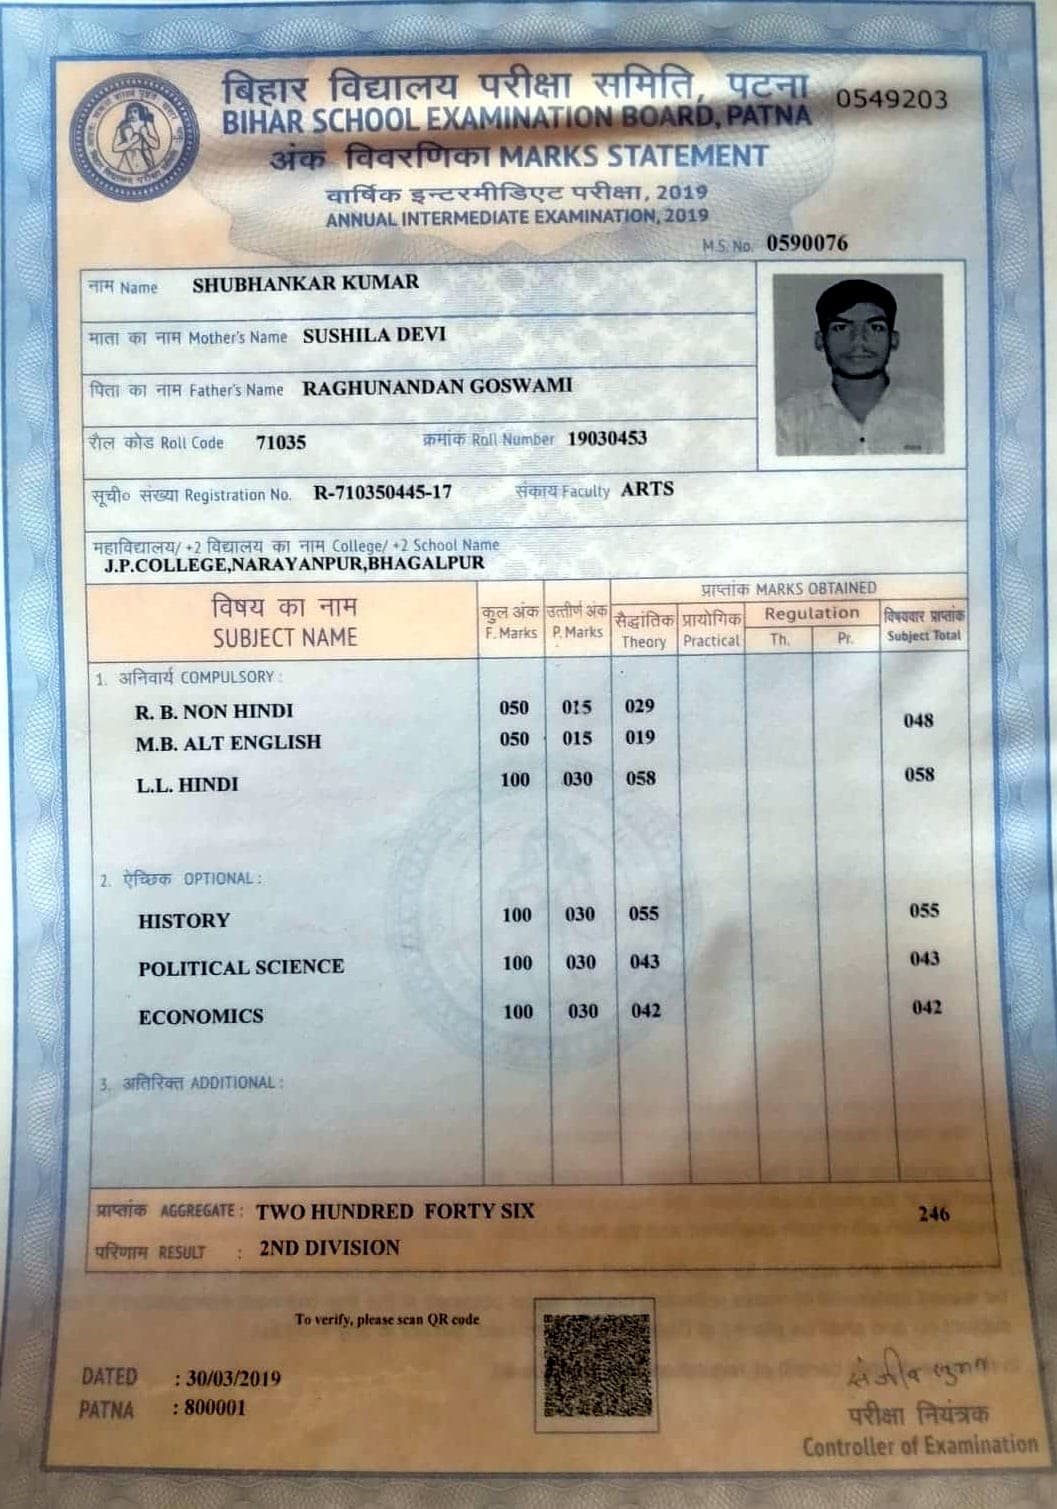 बिहार विद्यालय परीक्षा समिति, पटना
0549203
BIHAR SCHOOL EXAMINATION BOARD, PATNA
अंक विवरणिका MARKS STATEMENT
वार्षिक इन्टरमीडिएट परीक्षा, 2019
ANNUAL INTERMEDIATE EXAMINATION, 2019
M.S. No. 0590076
नाम Name SHUBHANKAR KUMAR
माता का नाम Mother's Name SUSHILA DEVI
पिता का नाम Father's Name RAGHUNANDAN GOSWAMI
रौल कोड Roll Code 71035 क्रमांक Roll Number 19030453
सूची० संख्या Registration No. R-710350445-17 संकाय Faculty ARTS
महाविद्यालय/ +2 विद्यालय का नाम College/ +2 School Name
J.P.COLLEGE,NARAYANPUR,BHAGALPUR
विषय का नाम कुल अंक उत्तीर्ण अंक प्राप्तांक MARKS OBTAINED
SUBJECT NAME F. Marks P. Marks सैद्धांतिक प्रायोगिक Regulation विषयवार प्राप्तांक
Theory Practical Th. Pr. Subject Total
1. अनिवार्य COMPULSORY :
R. B. NON HINDI 050 015 029
048
M.B. ALT ENGLISH 050 015 019
L.L. HINDI 100 030 058 058
2. ऐच्छिक OPTIONAL :
HISTORY 100 030 055 055
POLITICAL SCIENCE 100 030 043 043
ECONOMICS 100 030 042 042
3. अतिरिक्त ADDITIONAL :
प्राप्तांक AGGREGATE : TWO HUNDRED FORTY SIX 246
परिणाम RESULT : 2ND DIVISION
To verify, please scan QR code
DATED : 30/03/2019
PATNA : 800001
परीक्षा नियंत्रक
Controller of Examination